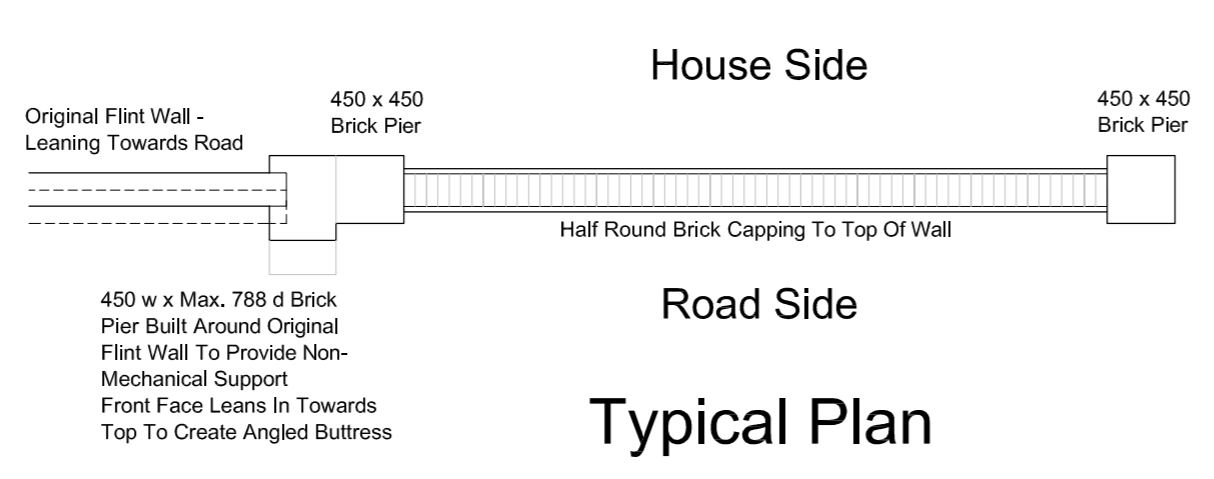 House Side
450 x 450
Brick Pier
450 x 450
Brick Pier
Original Flint Wall -
Leaning Towards Road
Half Round Brick Capping To Top Of Wall
Road Side
450 w x Max. 788 d Brick
Pier Built Around Original
Flint Wall To Provide Non-
Mechanical Support
Front Face Leans In Towards
Top To Create Angled Buttress
Typical Plan